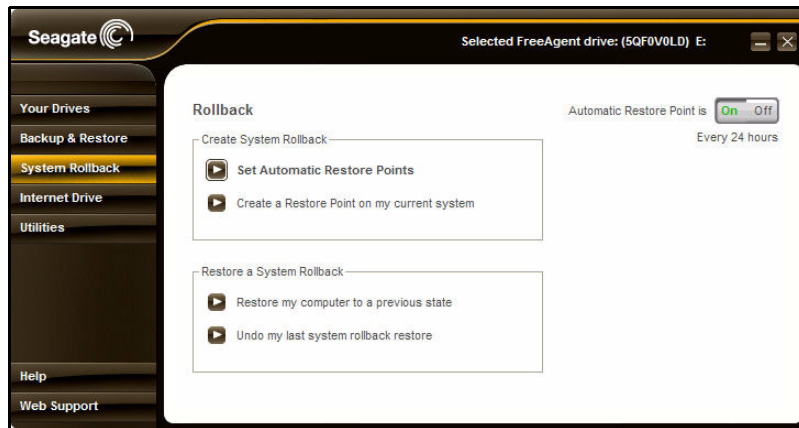 Seagate
Selected FreeAgent drive: (5QF0V0LD) E:
Your Drives
Backup & Restore
System Rollback
Internet Drive
Utilities
Help
Web Support
Rollback
Automatic Restore Point is On Off
Every 24 hours
Create System Rollback
Set Automatic Restore Points
Create a Restore Point on my current system
Restore a System Rollback
Restore my computer to a previous state
Undo my last system rollback restore